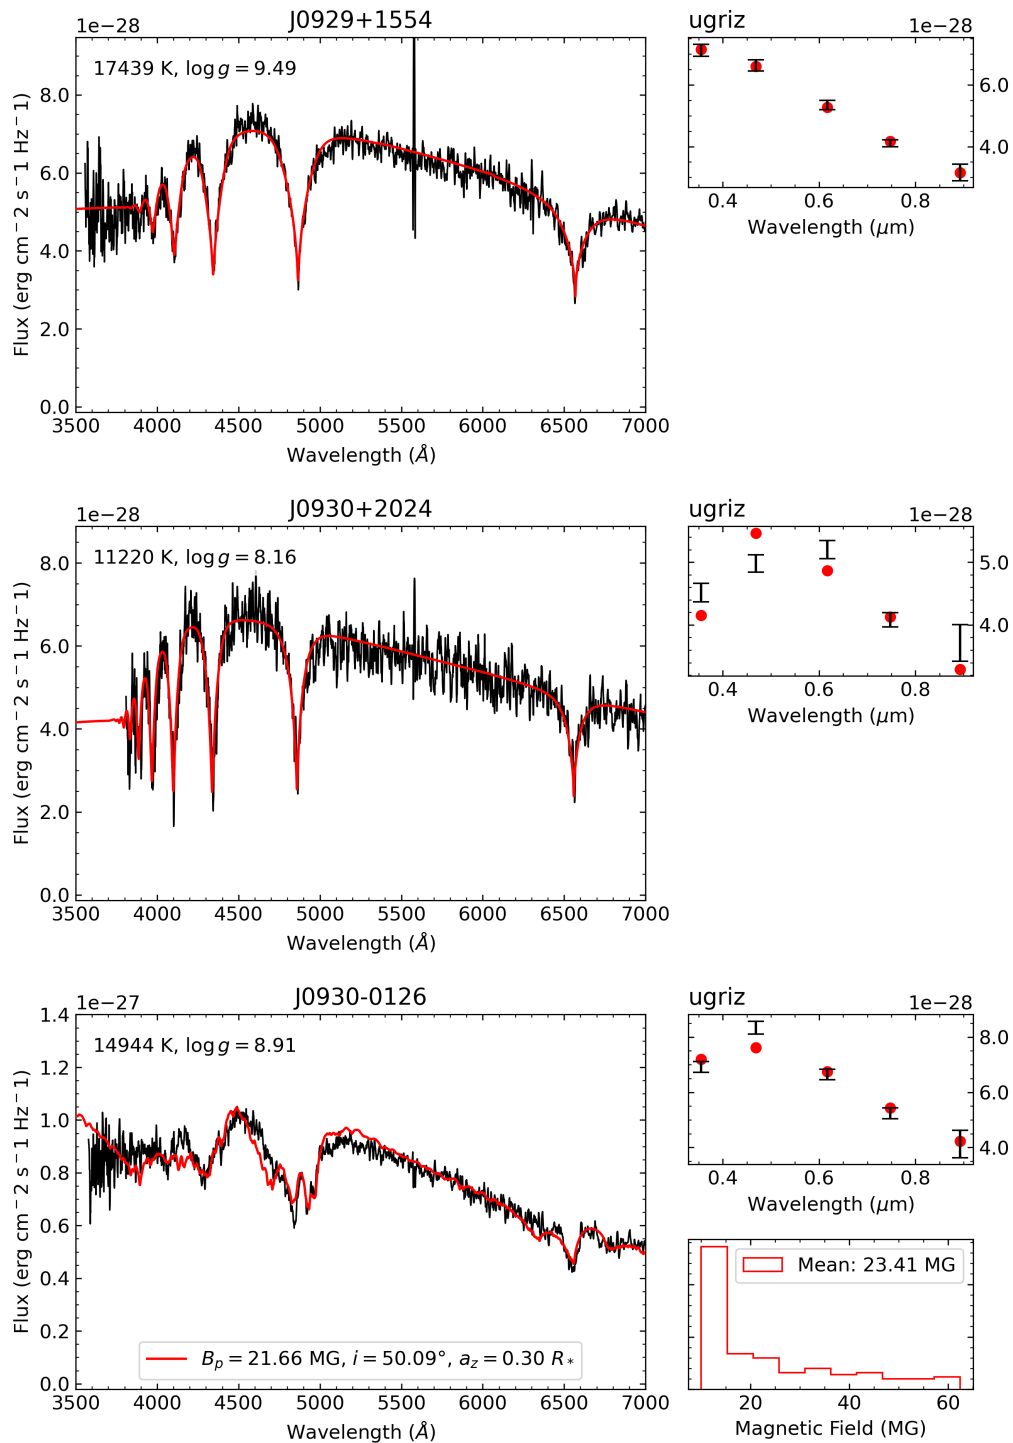 1e−28
J0929+1554
17439 K, log g = 9.49
8.0
6.0
4.0
2.0
0.0
3500 4000 4500 5000 5500 6000 6500 7000
Wavelength (Å)
Flux (erg cm−2 s−1 Hz−1)
ugriz
6.0
4.0
0.4 0.6 0.8
Wavelength (μm)
1e−28
J0930+2024
11220 K, log g = 8.16
8.0
6.0
4.0
2.0
0.0
3500 4000 4500 5000 5500 6000 6500 7000
Wavelength (Å)
Flux (erg cm−2 s−1 Hz−1)
ugriz
1e−28
5.0
4.0
0.4 0.6 0.8
Wavelength (μm)
1e−27
J0930-0126
14944 K, log g = 8.91
1.4
1.2
1.0
0.8
0.6
0.4
0.2
0.0
B_p = 21.66 MG, i = 50.09°, a_z = 0.30 R_*
3500 4000 4500 5000 5500 6000 6500 7000
Wavelength (Å)
Flux (erg cm−2 s−1 Hz−1)
ugriz
1e−28
8.0
6.0
4.0
0.4 0.6 0.8
Wavelength (μm)
Mean: 23.41 MG
20 40 60
Magnetic Field (MG)